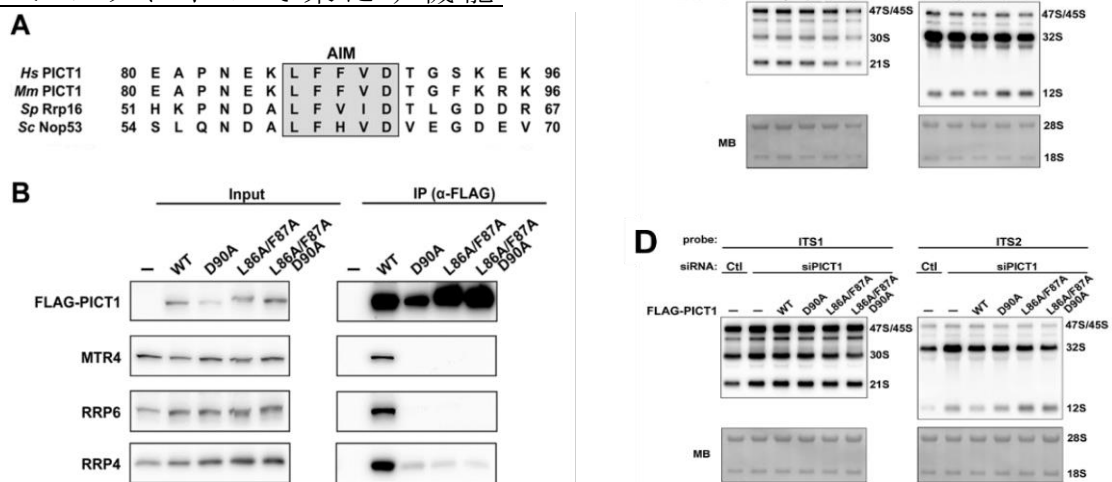 機能
A
AIM
Hs PICT1 80 E A P N E K L F F V D T G S K E K 96
Mm PICT1 80 E A P N E K L F F V D T G F K R K 96
Sp Rrp16 51 H K P N D A L F V I D T L G D D R 67
Sc Nop53 54 S L Q N D A L F H V D V E G D E V 70
B
Input IP (α-FLAG)
– WT D90A L86A/F87A L86A/F87A D90A – WT D90A L86A/F87A L86A/F87A D90A
FLAG-PICT1
MTR4
RRP6
RRP4
47S/45S 47S/45S
30S 32S
21S
12S
MB 28S
18S
D
probe: ITS1 ITS2
siRNA: Ctl siPICT1 Ctl siPICT1
FLAG-PICT1 – – WT D90A L86A/F87A L86A/F87A D90A – – WT D90A L86A/F87A L86A/F87A D90A
47S/45S 47S/45S
30S 32S
21S
12S
MB 28S 28S
18S 18S